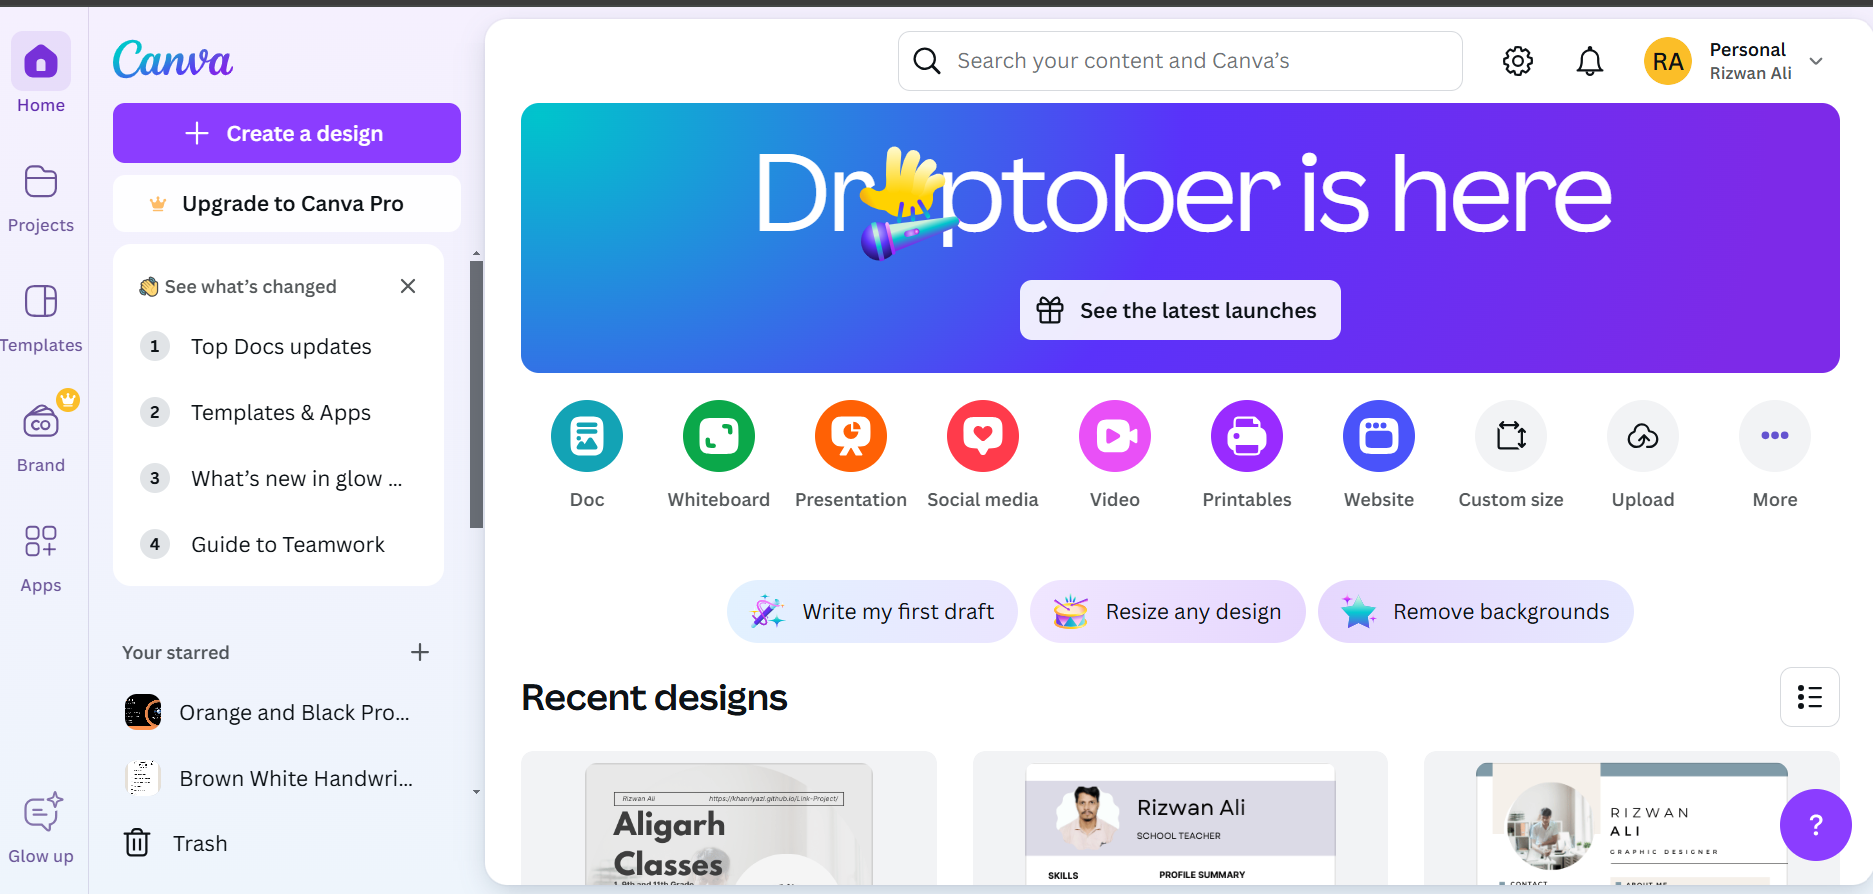 Home
Projects
Templates
CO
Brand
Apps
Glow up
Canva
Create a design
Upgrade to Canva Pro
See what's changed
1 Top Docs updates
2 Templates & Apps
3 What's new in glow ...
4 Guide to Teamwork
Your starred
Orange and Black Pro...
Brown White Handwri...
Trash
Search your content and Canva's
RA
Personal
Rizwan Ali
Droptober is here
See the latest launches
Doc
Whiteboard
Presentation
Social media
Video
Printables
Website
Custom size
Upload
More
Write my first draft
Resize any design
Remove backgrounds
Recent designs
Rizwan Ali https://khanriyazi.github.io/Link-Project/
Aligarh
Classes
Rizwan Ali
SCHOOL TEACHER
SKILLS PROFILE SUMMARY
RIZWAN
ALI
GRAPHIC DESIGNER
?